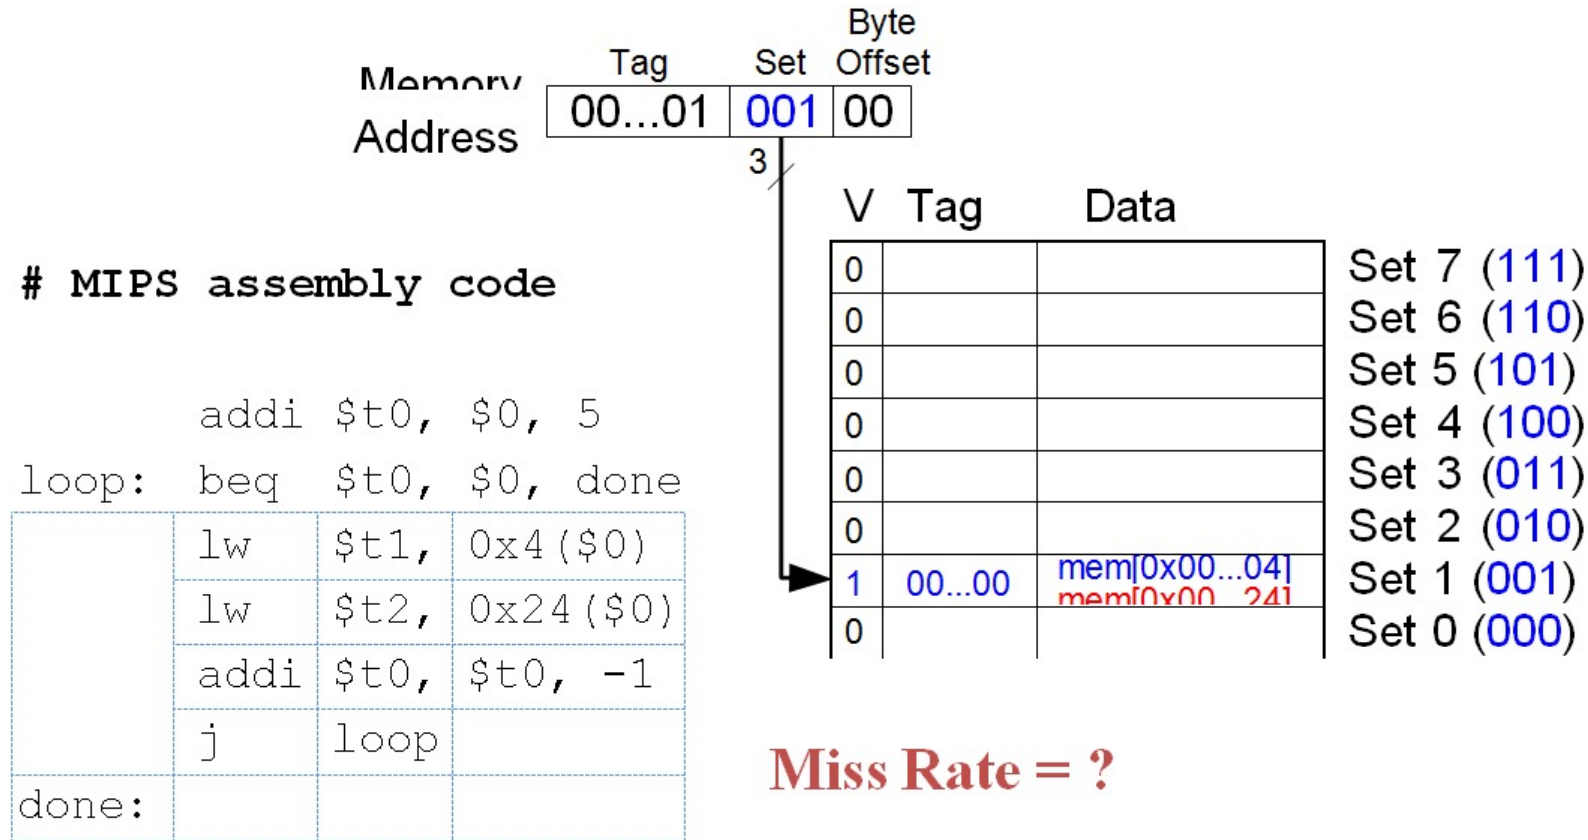 Byte
Tag Set Offset
Memory
Address 00...01 001 00
3
V Tag Data
0 Set 7 (111)
0 Set 6 (110)
0 Set 5 (101)
0 Set 4 (100)
0 Set 3 (011)
0 Set 2 (010)
1 00...00 mem[0x00...04] Set 1 (001)
mem[0x00...24]
0 Set 0 (000)
# MIPS assembly code
addi $t0, $0, 5
loop: beq $t0, $0, done
lw $t1, 0x4($0)
lw $t2, 0x24($0)
addi $t0, $t0, -1
j loop
done:
Miss Rate = ?